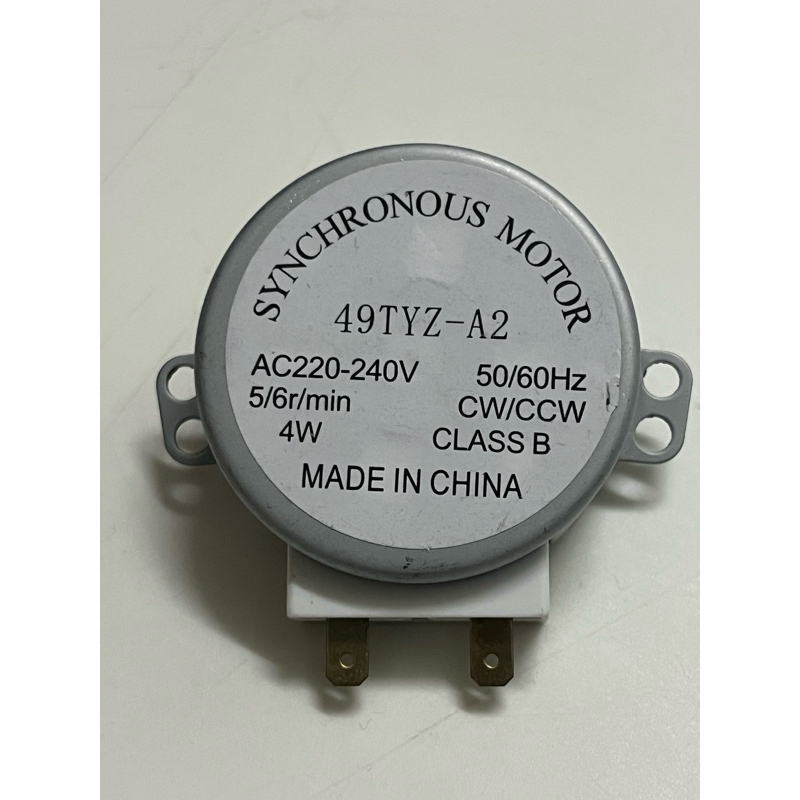 SYNCHRONOUS MOTOR
49TYZ-A2
AC220-240V 50/60Hz
5/6r/min CW/CCW
4W CLASS B
MADE IN CHINA